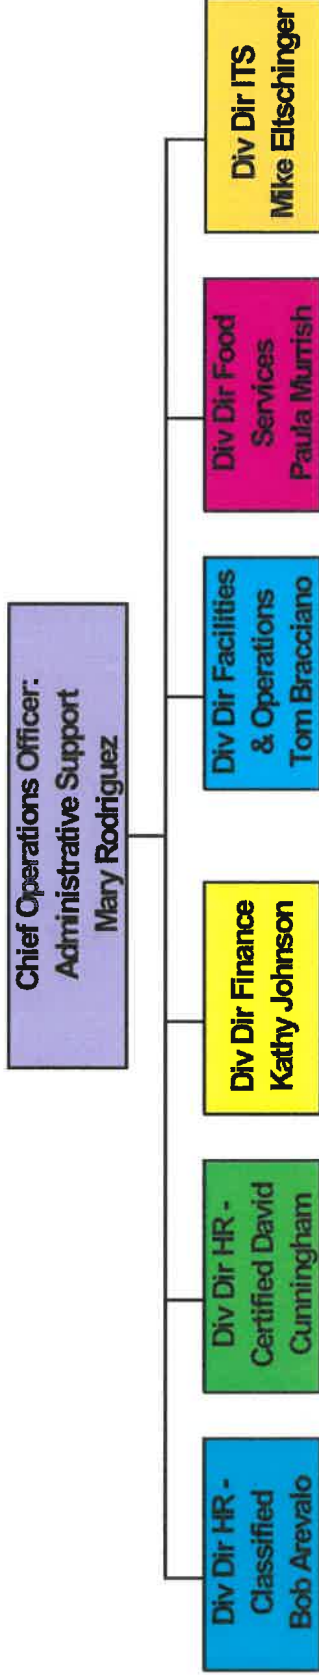 Chief Operations Officer:
Administrative Support
Mary Rodriguez
Div Dir HR -
Classified
Bob Arevalo
Div Dir HR -
Certified David
Cunningham
Div Dir Finance
Kathy Johnson
Div Dir Facilities
& Operations
Tom Bracciano
Div Dir Food
Services
Paula Murrish
Div Dir ITS
Mike Eltschinger